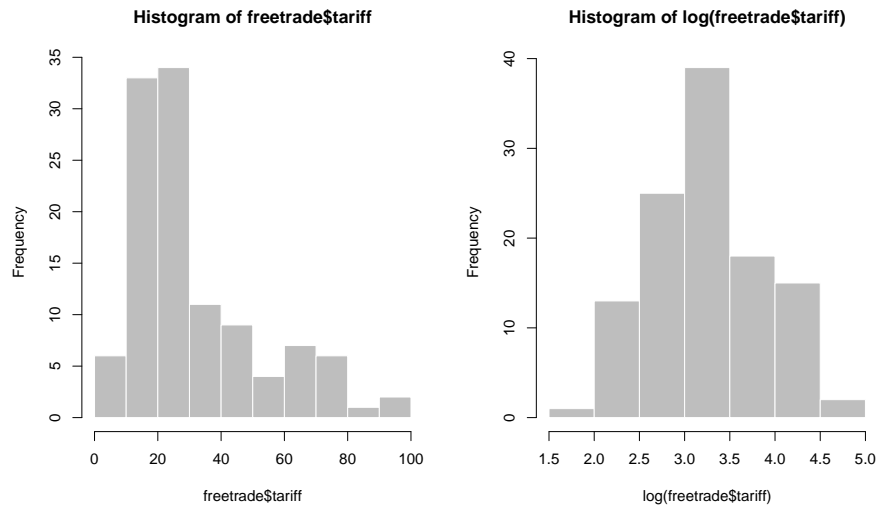 Histogram of freetrade$tariff
Frequency
35
30
25
20
15
10
5
0
0 20 40 60 80 100
freetrade$tariff
Histogram of log(freetrade$tariff)
Frequency
40
30
20
10
0
1.5 2.0 2.5 3.0 3.5 4.0 4.5 5.0
log(freetrade$tariff)